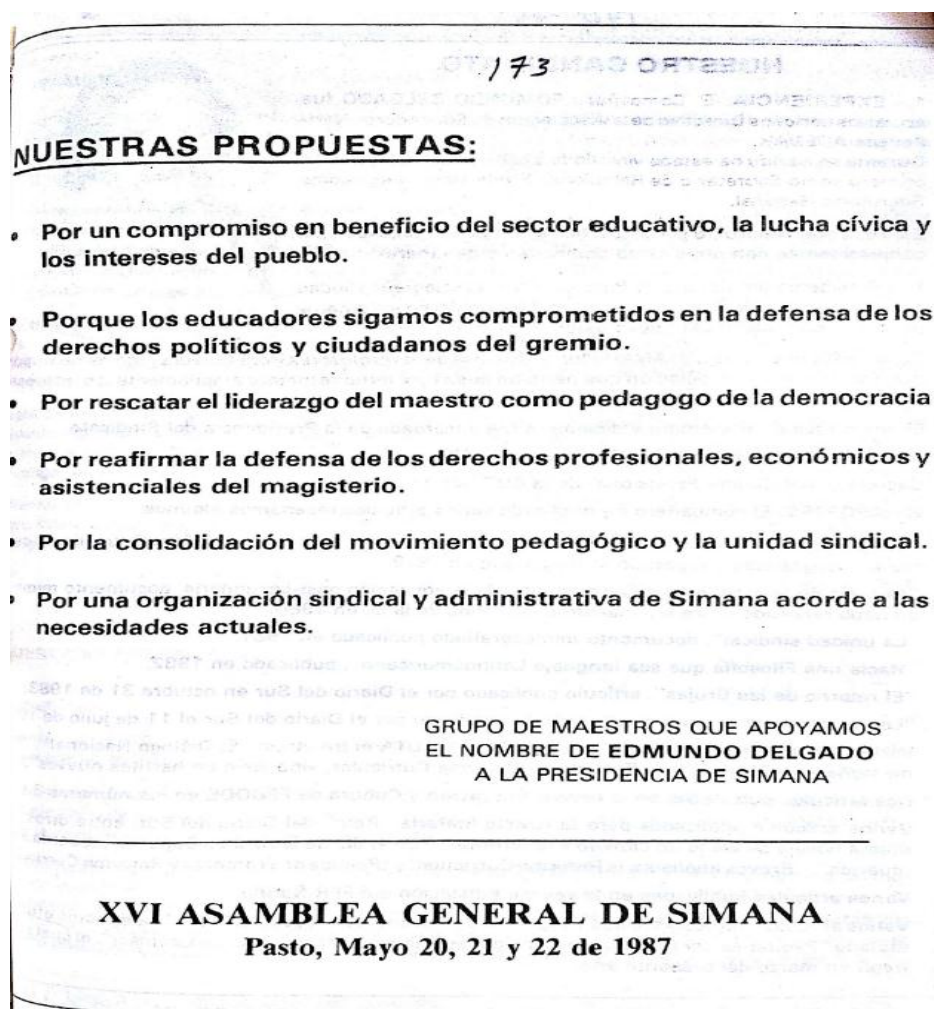 173
NUESTRAS PROPUESTAS:
• Por un compromiso en beneficio del sector educativo, la lucha cívica y
los intereses del pueblo.
• Porque los educadores sigamos comprometidos en la defensa de los
derechos políticos y ciudadanos del gremio.
• Por rescatar el liderazgo del maestro como pedagogo de la democracia
• Por reafirmar la defensa de los derechos profesionales, económicos y
asistenciales del magisterio.
• Por la consolidación del movimiento pedagógico y la unidad sindical.
• Por una organización sindical y administrativa de Simana acorde a las
necesidades actuales.
GRUPO DE MAESTROS QUE APOYAMOS
EL NOMBRE DE EDMUNDO DELGADO
A LA PRESIDENCIA DE SIMANA
XVI ASAMBLEA GENERAL DE SIMANA
Pasto, Mayo 20, 21 y 22 de 1987